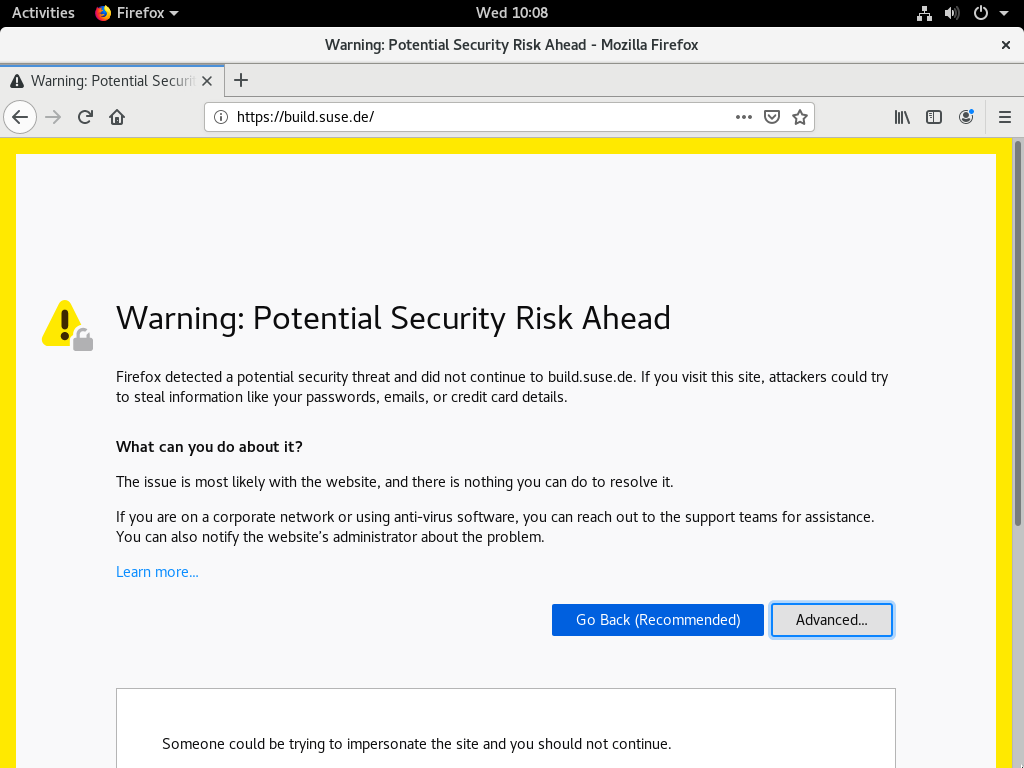 Activities Firefox Wed 10:08
Warning: Potential Security Risk Ahead - Mozilla Firefox
Warning: Potential Securi
https://build.suse.de/
Warning: Potential Security Risk Ahead
Firefox detected a potential security threat and did not continue to build.suse.de. If you visit this site, attackers could try
to steal information like your passwords, emails, or credit card details.
What can you do about it?
The issue is most likely with the website, and there is nothing you can do to resolve it.
If you are on a corporate network or using anti-virus software, you can reach out to the support teams for assistance.
You can also notify the website's administrator about the problem.
Learn more...
Go Back (Recommended) Advanced...
Someone could be trying to impersonate the site and you should not continue.